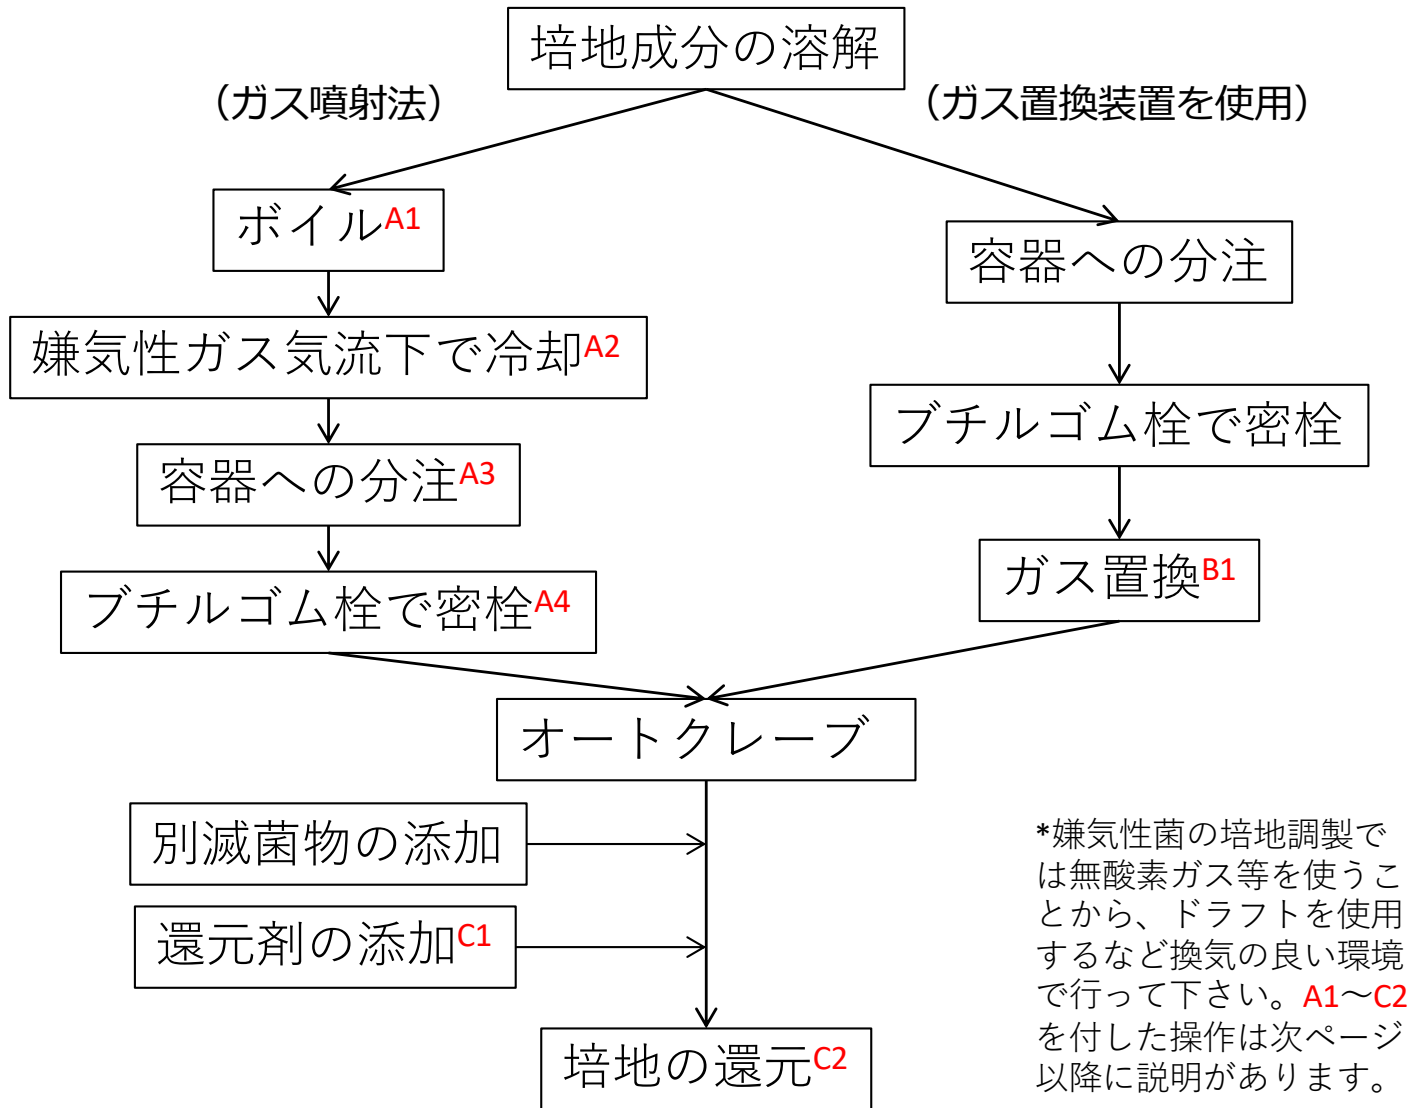 培地成分の溶解
（ガス噴射法）
（ガス置換装置を使用）
ボイルA1
嫌気性ガス気流下で冷却A2
容器への分注A3
ブチルゴム栓で密栓A4
容器への分注
ブチルゴム栓で密栓
ガス置換B1
オートクレーブ
別滅菌物の添加
還元剤の添加C1
培地の還元C2
*嫌気性菌の培地調製で
は無酸素ガス等を使うこ
とから、ドラフトを使用
するなど換気の良い環境
で行って下さい。A1～C2
を付した操作は次ページ
以降に説明があります。